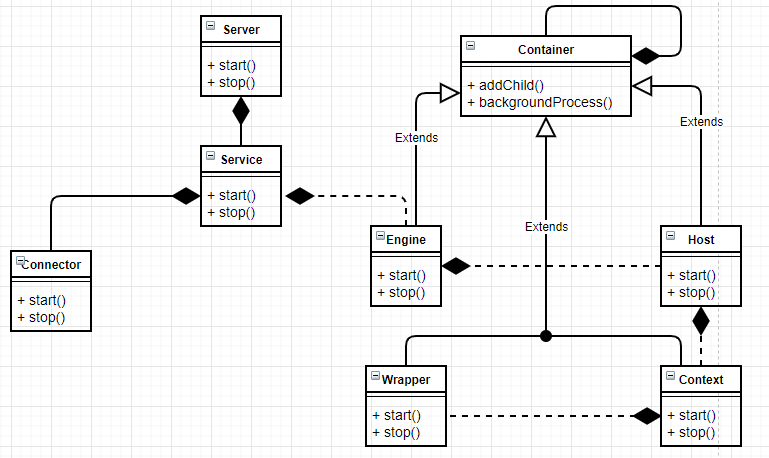 Server
+ start()
+ stop()
Container
+ addChild()
+ backgroundProcess()
Extends
Extends
Service
+ start()
+ stop()
Extends
Connector
+ start()
+ stop()
Engine
+ start()
+ stop()
Host
+ start()
+ stop()
Wrapper
+ start()
+ stop()
Context
+ start()
+ stop()